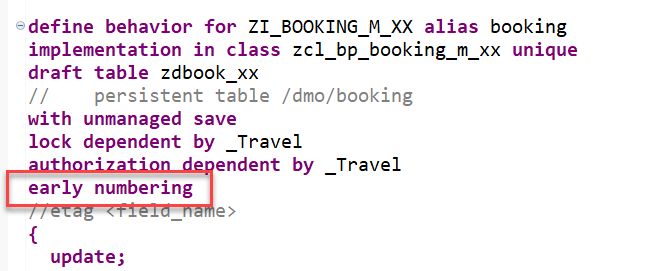 define behavior for ZI_BOOKING_M_XX alias booking
implementation in class zcl_bp_booking_m_xx unique
draft table zdbook_xx
//    persistent table /dmo/booking
with unmanaged save
lock dependent by _Travel
authorization dependent by _Travel
early numbering
//etag <field_name>
{
  update;